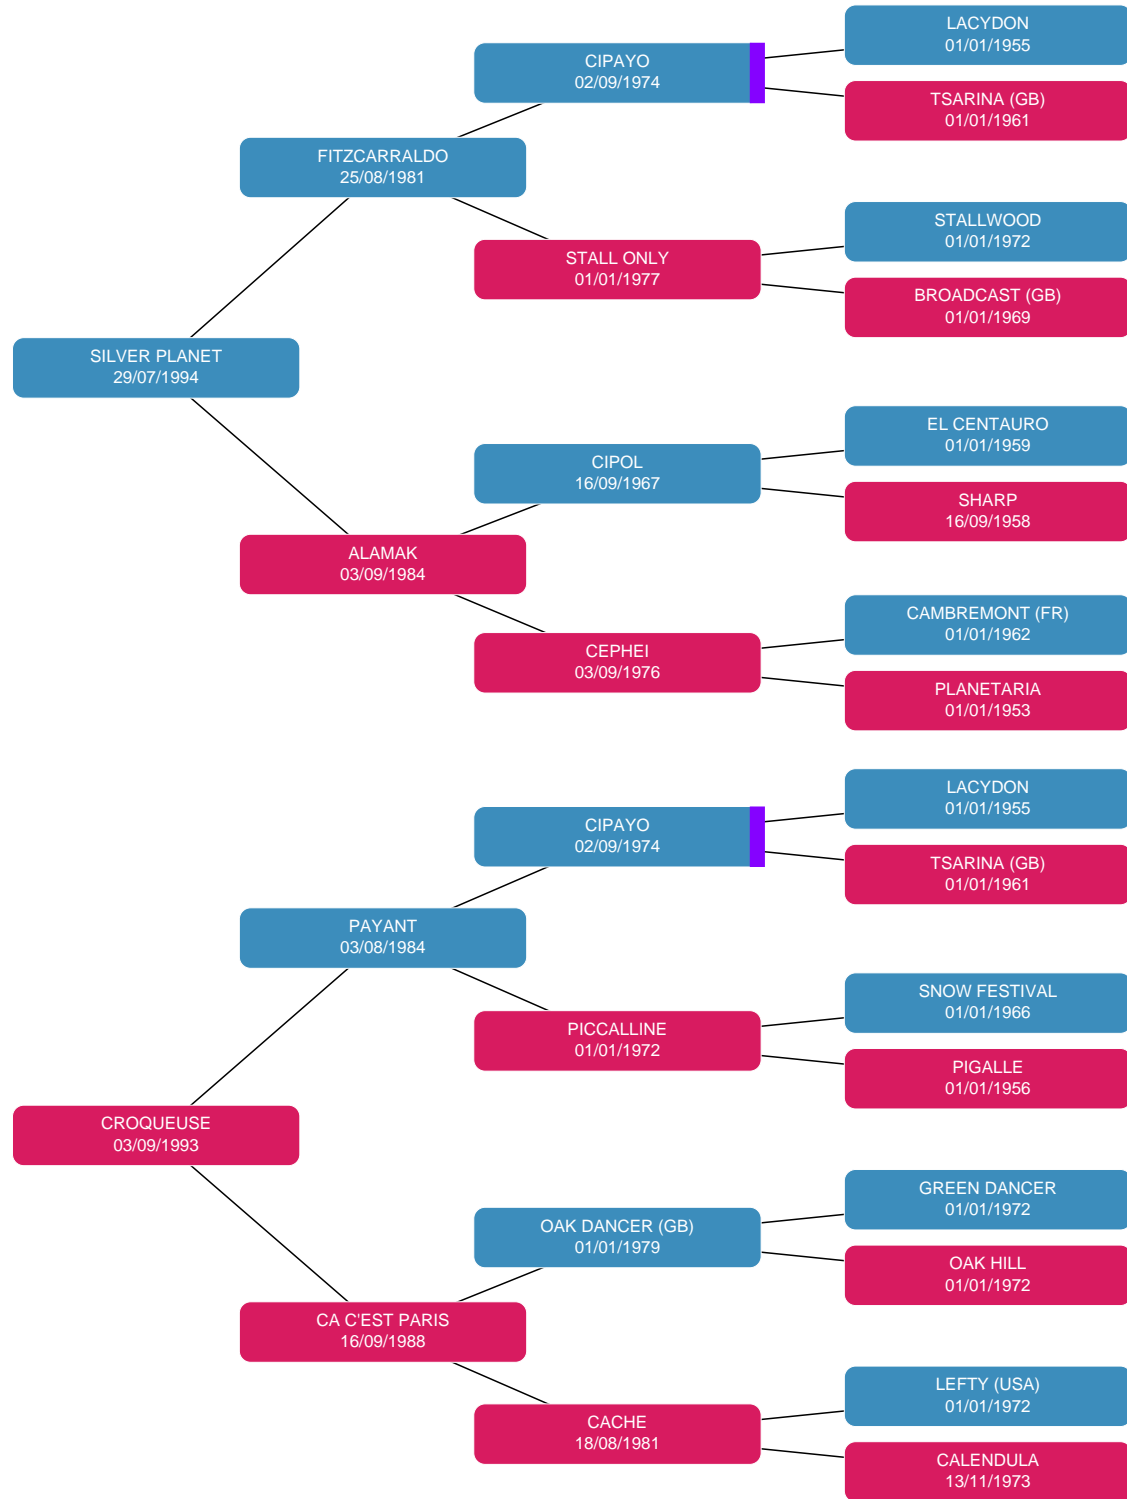 LACYDON
01/01/1955
CIPAYO
02/09/1974
TSARINA (GB)
01/01/1961
FITZCARRALDO
25/08/1981
STALLWOOD
01/01/1972
STALL ONLY
01/01/1977
BROADCAST (GB)
01/01/1969
SILVER PLANET
29/07/1994
EL CENTAURO
01/01/1959
CIPOL
16/09/1967
SHARP
16/09/1958
ALAMAK
03/09/1984
CAMBREMONT (FR)
01/01/1962
CEPHEI
03/09/1976
PLANETARIA
01/01/1953
LACYDON
01/01/1955
CIPAYO
02/09/1974
TSARINA (GB)
01/01/1961
PAYANT
03/08/1984
SNOW FESTIVAL
01/01/1966
PICCALLINE
01/01/1972
PIGALLE
01/01/1956
CROQUEUSE
03/09/1993
GREEN DANCER
01/01/1972
OAK DANCER (GB)
01/01/1979
OAK HILL
01/01/1972
CA C'EST PARIS
16/09/1988
LEFTY (USA)
01/01/1972
CACHE
18/08/1981
CALENDULA
13/11/1973